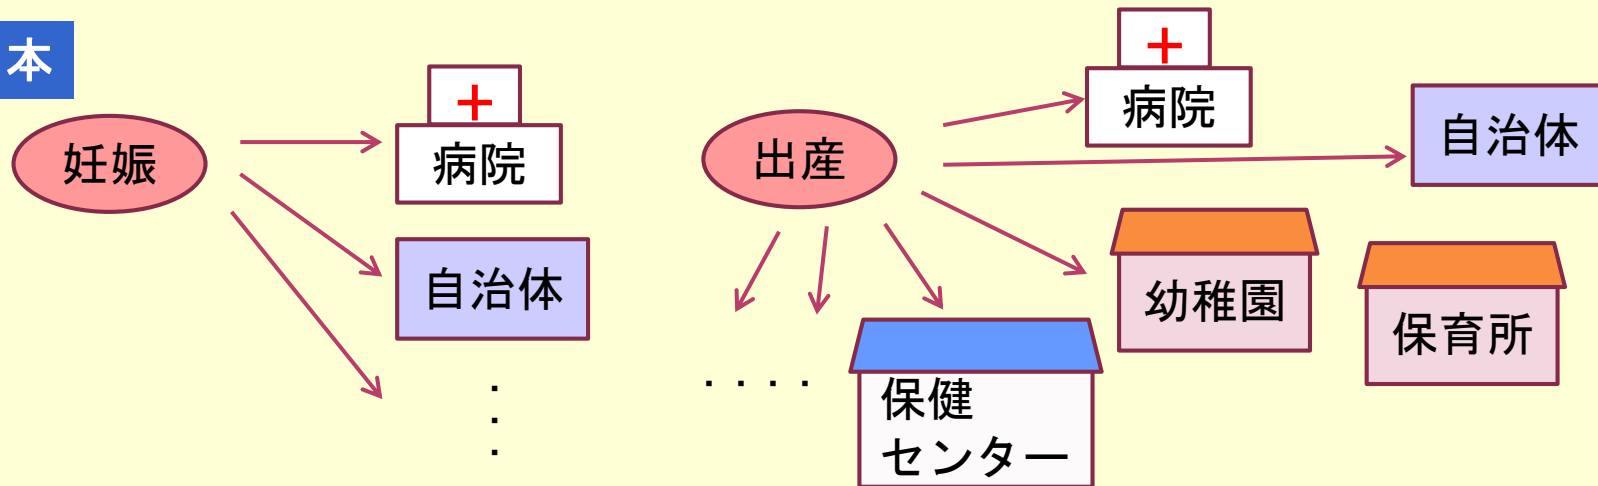 本
妊娠
+
病院
自治体
・
・
・
出産
+
病院
自治体
幼稚園
保育所
保健
センター
・・・・